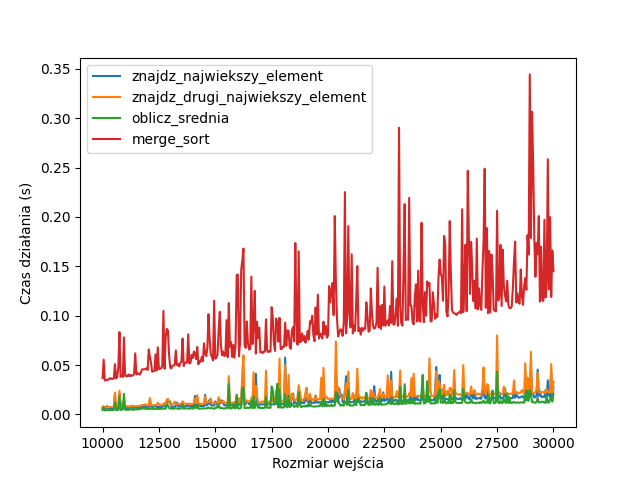 0.35
0.30
0.25
0.20
0.15
0.10
0.05
0.00
Czas działania (s)
znajdz_najwiekszy_element
znajdz_drugi_najwiekszy_element
oblicz_srednia
merge_sort
10000 12500 15000 17500 20000 22500 25000 27500 30000
Rozmiar wejścia